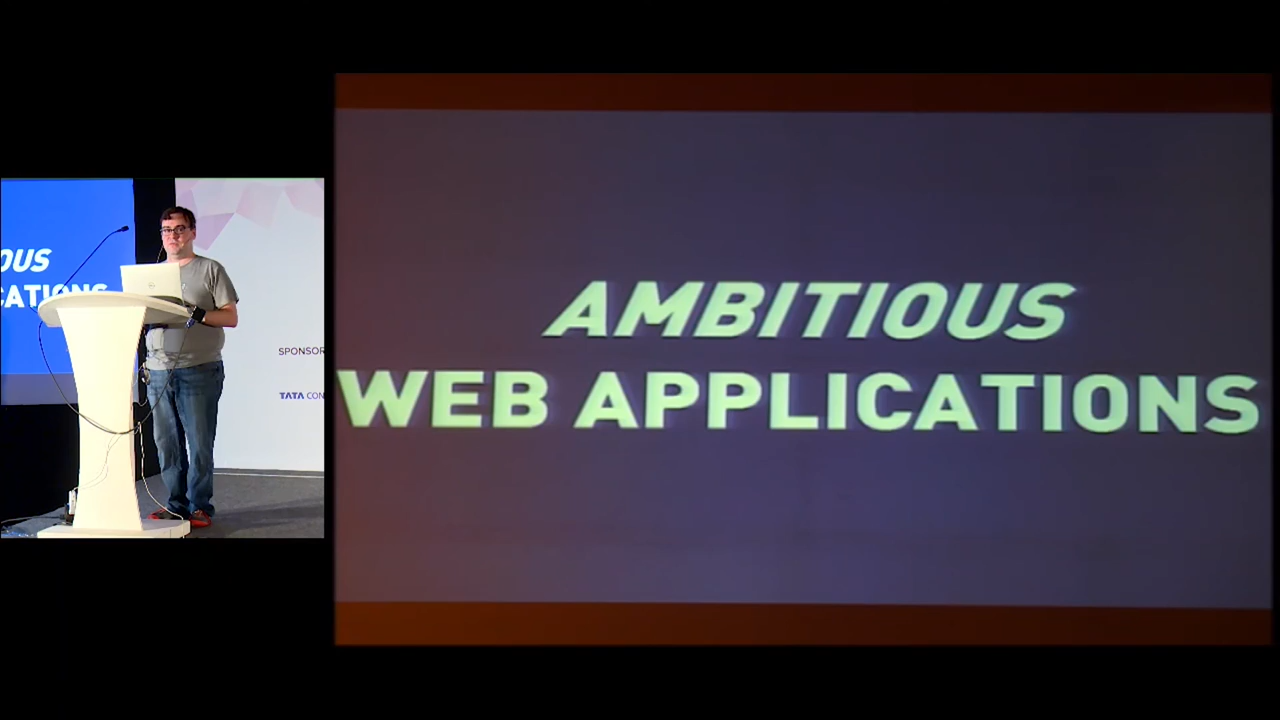 OUS
CATIONS
SPONSOR
TATA CON
AMBITIOUS
WEB APPLICATIONS